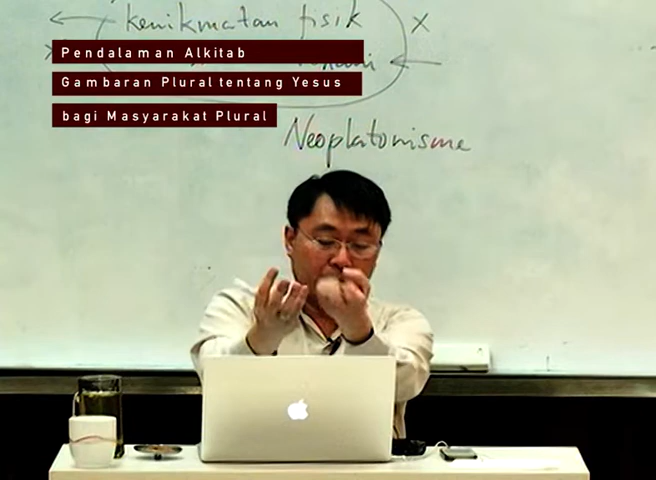 kenikmatan fisik
Pendalaman Alkitab
Gambaran Plural tentang Yesus
bagi Masyarakat Plural
Neoplatonisme